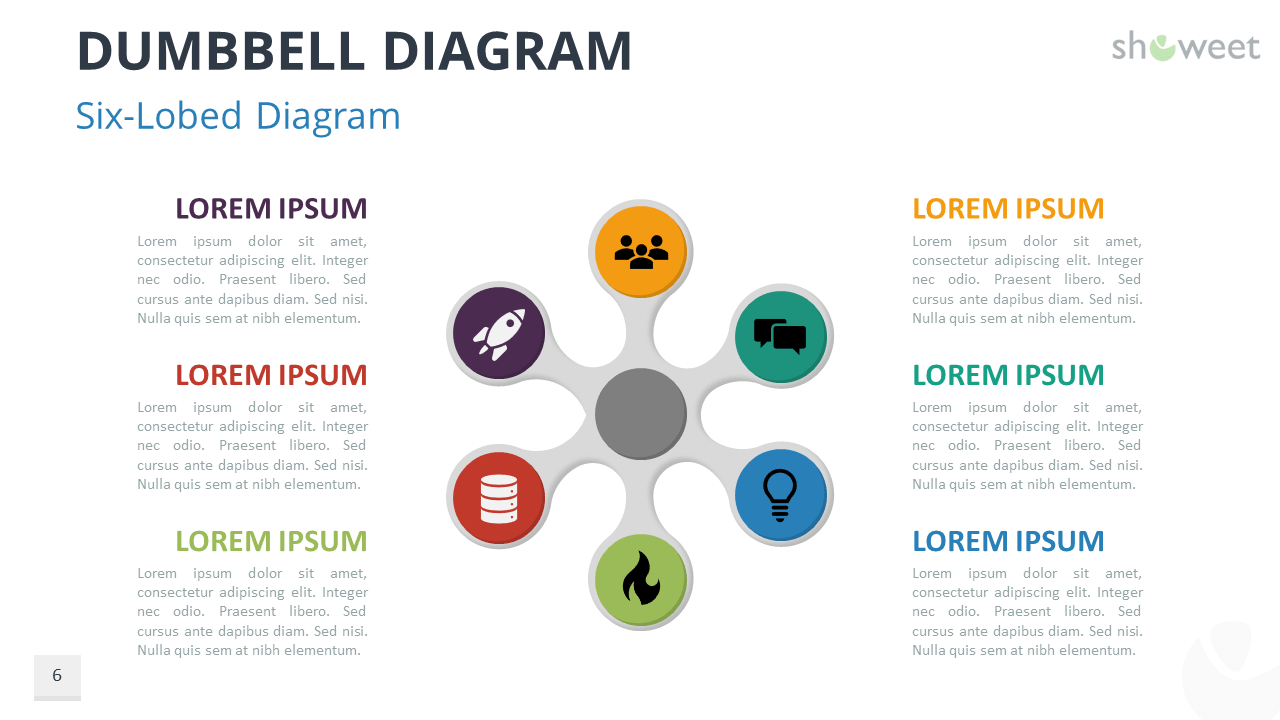 DUMBBELL DIAGRAM
showeet
Six-Lobed Diagram
LOREM IPSUM
Lorem ipsum dolor sit amet,
consectetur adipiscing elit. Integer
nec odio. Praesent libero. Sed
cursus ante dapibus diam. Sed nisi.
Nulla quis sem at nibh elementum.
LOREM IPSUM
Lorem ipsum dolor sit amet,
consectetur adipiscing elit. Integer
nec odio. Praesent libero. Sed
cursus ante dapibus diam. Sed nisi.
Nulla quis sem at nibh elementum.
LOREM IPSUM
Lorem ipsum dolor sit amet,
consectetur adipiscing elit. Integer
nec odio. Praesent libero. Sed
cursus ante dapibus diam. Sed nisi.
Nulla quis sem at nibh elementum.
LOREM IPSUM
Lorem ipsum dolor sit amet,
consectetur adipiscing elit. Integer
nec odio. Praesent libero. Sed
cursus ante dapibus diam. Sed nisi.
Nulla quis sem at nibh elementum.
LOREM IPSUM
Lorem ipsum dolor sit amet,
consectetur adipiscing elit. Integer
nec odio. Praesent libero. Sed
cursus ante dapibus diam. Sed nisi.
Nulla quis sem at nibh elementum.
LOREM IPSUM
Lorem ipsum dolor sit amet,
consectetur adipiscing elit. Integer
nec odio. Praesent libero. Sed
cursus ante dapibus diam. Sed nisi.
Nulla quis sem at nibh elementum.
6